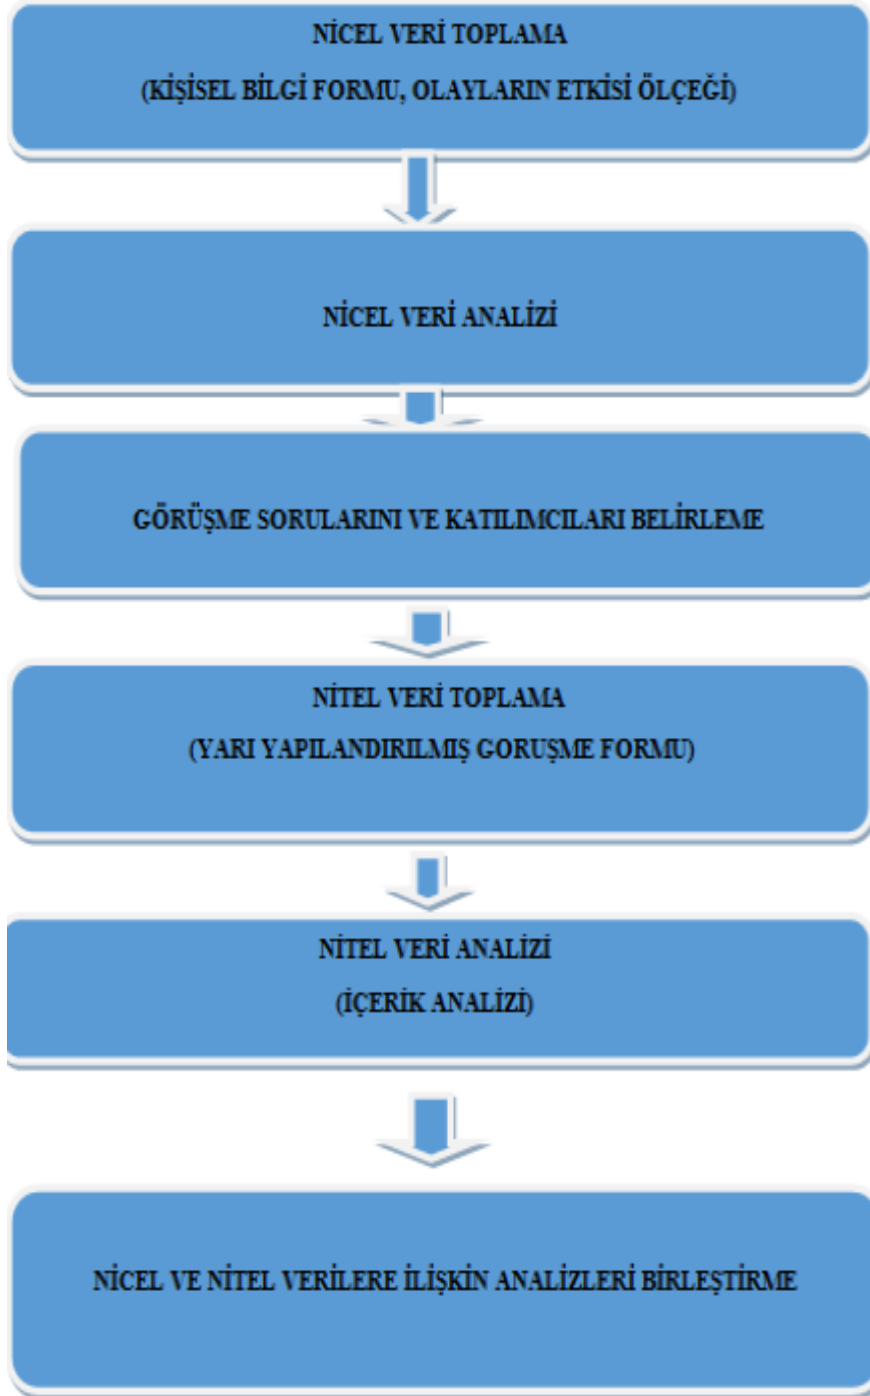 NİCEL VERİ TOPLAMA
(KİŞİSEL BİLGİ FORMU, OLAYLARIN ETKİSİ ÖLÇEĞİ)
NİCEL VERİ ANALİZİ
GÖRÜŞME SORULARINI VE KATILIMCILARI BELİRLEME
NİTEL VERİ TOPLAMA
(YARI YAPILANDIRILMIŞ GORUŞME FORMU)
NİTEL VERİ ANALİZİ
(İÇERİK ANALİZİ)
NİCEL VE NİTEL VERİLERE İLİŞKİN ANALİZLERİ BİRLEŞTİRME